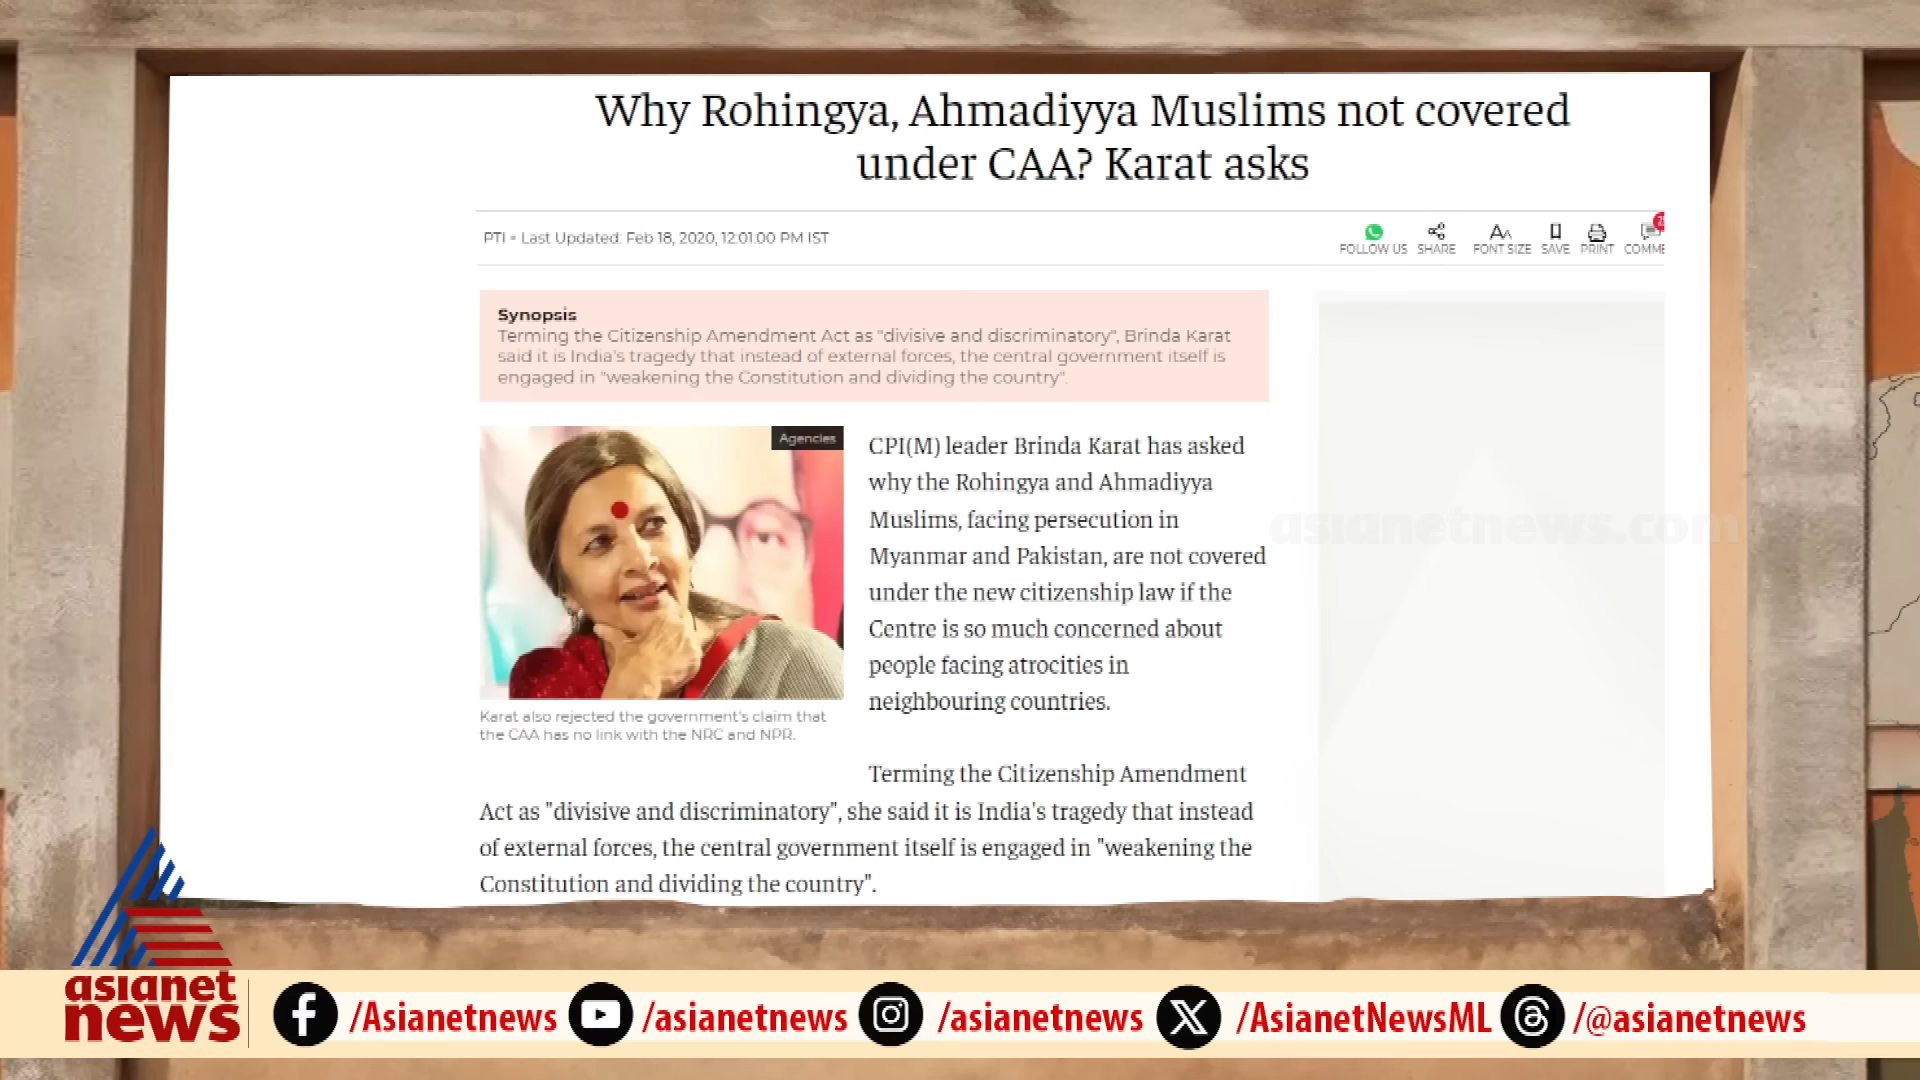 Why Rohingya, Ahmadiyya Muslims not covered
under CAA? Karat asks
PTI • Last Updated: Feb 18, 2020, 12:01:00 PM IST
FOLLOW US SHARE FONT SIZE SAVE PRINT COMME
Synopsis
Terming the Citizenship Amendment Act as "divisive and discriminatory", Brinda Karat
said it is India's tragedy that instead of external forces, the central government itself is
engaged in "weakening the Constitution and dividing the country".
Agencies
Karat also rejected the government's claim that
the CAA has no link with the NRC and NPR.
CPI(M) leader Brinda Karat has asked
why the Rohingya and Ahmadiyya
Muslims, facing persecution in
Myanmar and Pakistan, are not covered
under the new citizenship law if the
Centre is so much concerned about
people facing atrocities in
neighbouring countries.
Terming the Citizenship Amendment
Act as "divisive and discriminatory", she said it is India's tragedy that instead
of external forces, the central government itself is engaged in "weakening the
Constitution and dividing the country".
asianetnews.com
asianet
news
/Asianetnews /asianetnews /asianetnews /AsianetNewsML /@asianetnews